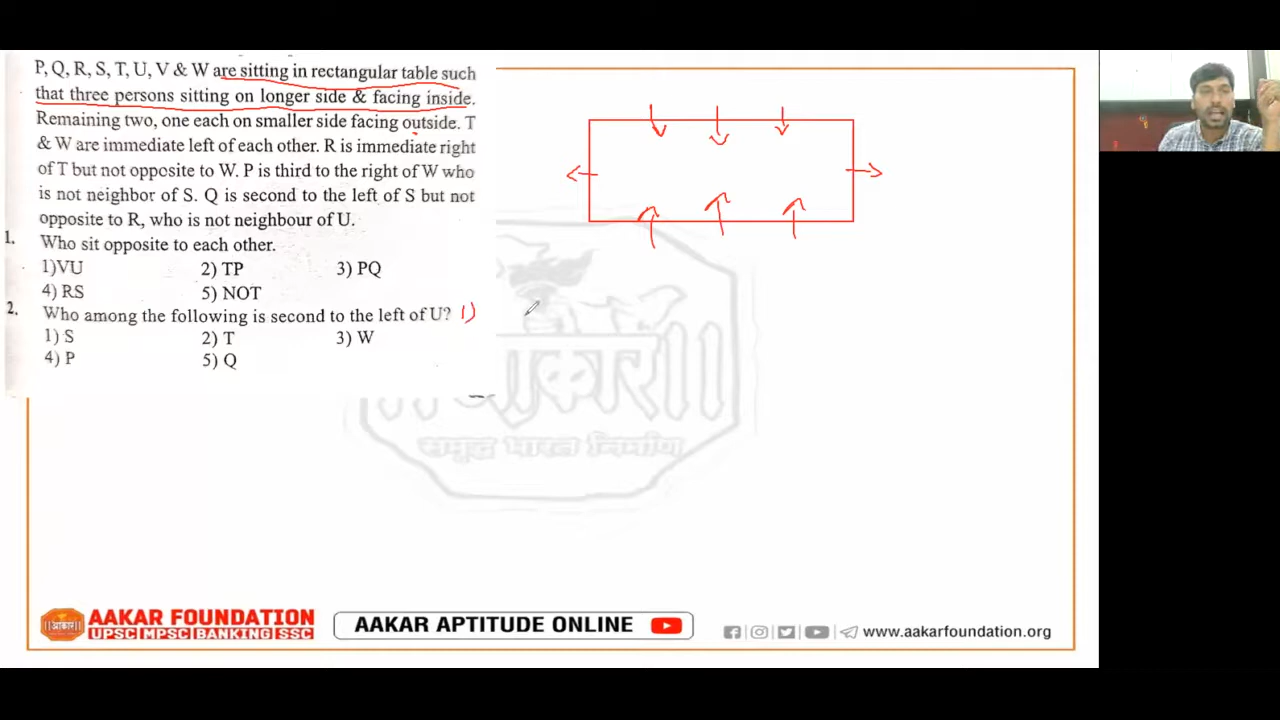 P, Q, R, S, T, U, V & W are sitting in rectangular table such
that three persons sitting on longer side & facing inside.
Remaining two, one each on smaller side facing outside. T
& W are immediate left of each other. R is immediate right
of T but not opposite to W. P is third to the right of W who
is not neighbor of S. Q is second to the left of S but not
opposite to R, who is not neighbour of U.
1. Who sit opposite to each other.
1)VU 2) TP 3) PQ
4) RS 5) NOT
2. Who among the following is second to the left of U? 1)
1) S 2) T 3) W
4) P 5) Q
आकार
समृद्ध भारत निर्माण
॥आकार॥ AAKAR FOUNDATION
UPSC|MPSC|BANKING|SSC
AAKAR APTITUDE ONLINE
www.aakarfoundation.org